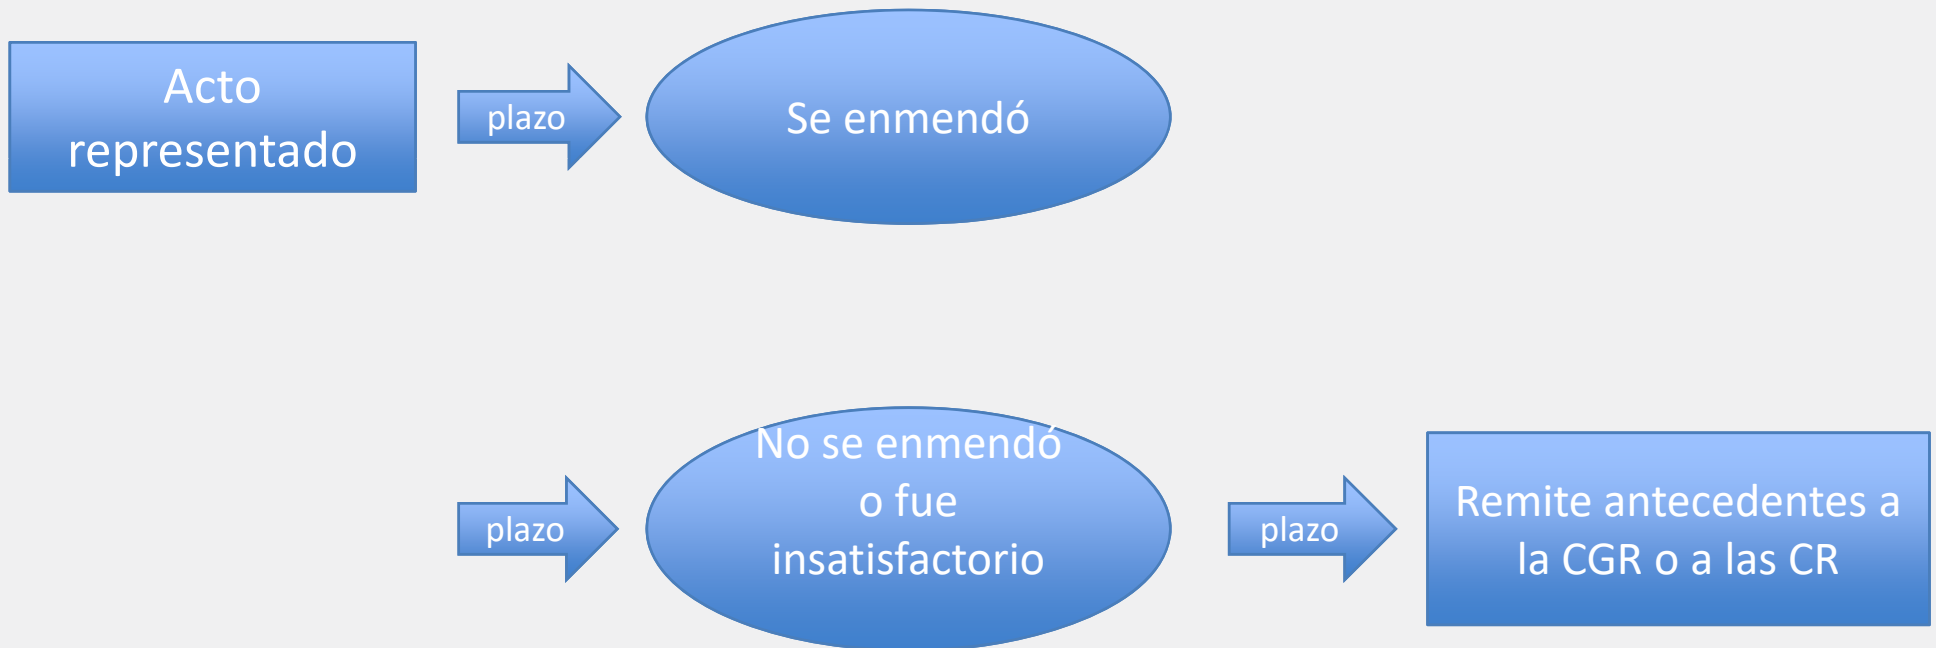 Acto
representado
plazo
Se enmendó
plazo
No se enmendó
o fue
insatisfactorio
plazo
Remite antecedentes a
la CGR o a las CR